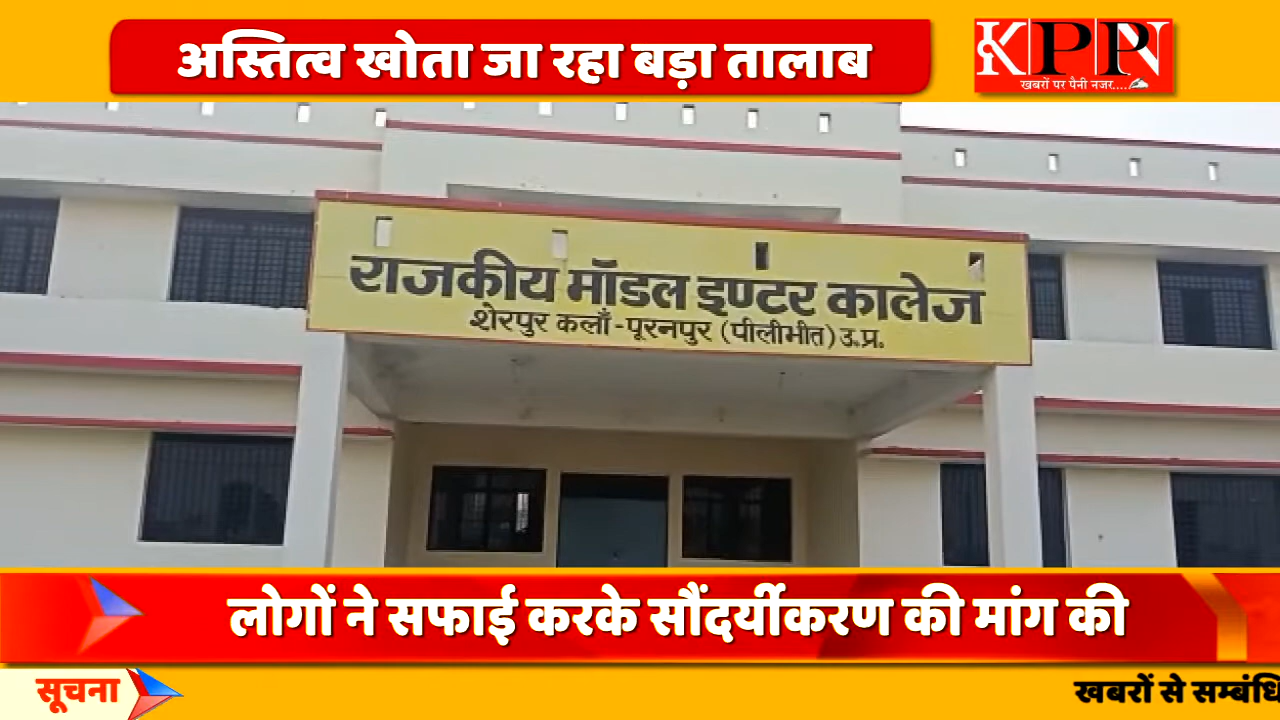 अस्तित्व खोता जा रहा बड़ा तालाब
KPPN
खबरों पर पैनी नजर.....
राजकीय मॉडल इण्टर कालेज
शेरपुर कलाँ-पूरनपुर (पीलीभीत) उ.प्र.
लोगों ने सफाई करके सौंदर्यीकरण की मांग की
सूचना
खबरों से सम्बंधि